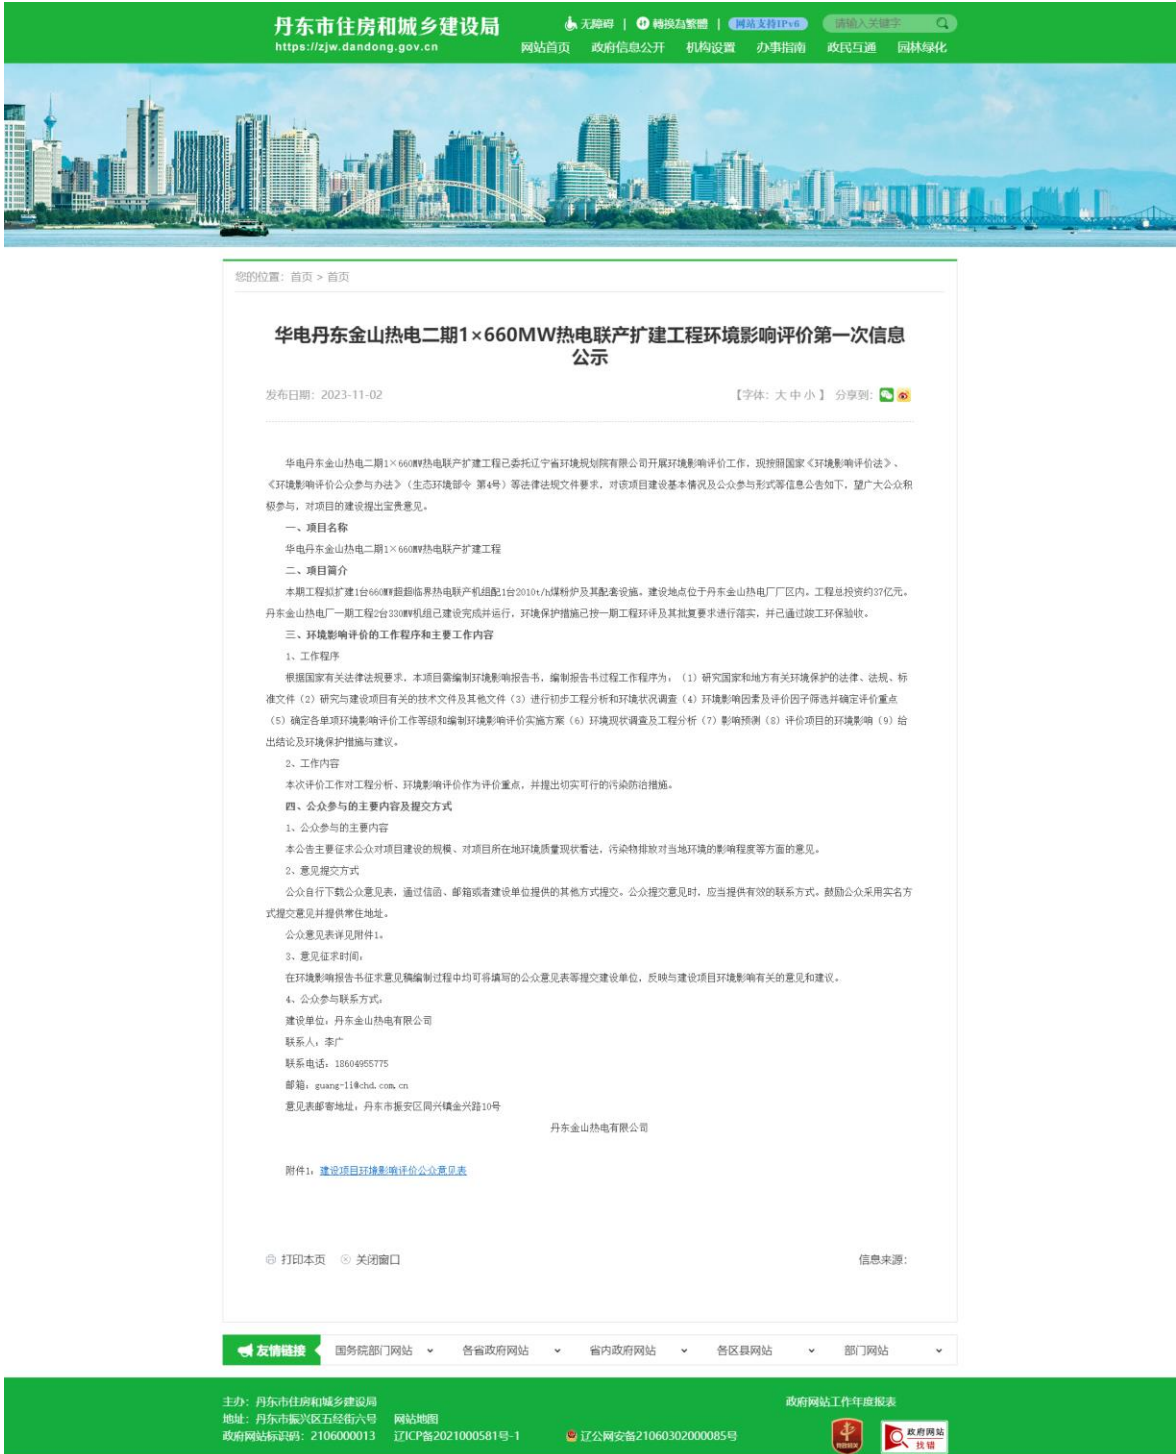 丹东市住房和城乡建设局
https://zjw.dandong.gov.cn
无障碍 | 轉換為繁體 | 网站支持IPv6 请输入关键字
网站首页 政府信息公开 机构设置 办事指南 政民互通 园林绿化
您的位置：首页 > 首页
华电丹东金山热电二期1×660MW热电联产扩建工程环境影响评价第一次信息
公示
发布日期：2023-11-02 【字体：大 中 小 】 分享到：
华电丹东金山热电二期1×660MW热电联产扩建工程已委托辽宁省环境规划院有限公司开展环境影响评价工作，现按照国家《环境影响评价法》、
《环境影响评价公众参与办法》（生态环境部令 第4号）等法律法规文件要求，对该项目建设基本情况及公众参与形式等信息公告如下，望广大公众积
极参与，对项目的建设提出宝贵意见。
一、项目名称
华电丹东金山热电二期1×660MW热电联产扩建工程
二、项目简介
本期工程拟扩建1台660MW超超临界热电联产机组配1台2010t/h煤粉炉及其配套设施。建设地点位于丹东金山热电厂厂区内。工程总投资约37亿元。
丹东金山热电厂一期工程2台330MW机组已建设完成并运行，环境保护措施已按一期工程环评及其批复要求进行落实，并已通过竣工环保验收。
三、环境影响评价的工作程序和主要工作内容
1、工作程序
根据国家有关法律法规要求，本项目需编制环境影响报告书，编制报告书过程工作程序为：（1）研究国家和地方有关环境保护的法律、法规、标
准文件（2）研究与建设项目有关的技术文件及其他文件（3）进行初步工程分析和环境状况调查（4）环境影响因素及评价因子筛选并确定评价重点
（5）确定各单项环境影响评价工作等级和编制环境影响评价实施方案（6）环境现状调查及工程分析（7）影响预测（8）评价项目的环境影响（9）给
出结论及环境保护措施与建议。
2、工作内容
本次评价工作对工程分析、环境影响评价作为评价重点，并提出切实可行的污染防治措施。
四、公众参与的主要内容及提交方式
1、公众参与的主要内容
本公告主要征求公众对项目建设的规模、对项目所在地环境质量现状看法，污染物排放对当地环境的影响程度等方面的意见。
2、意见提交方式
公众自行下载公众意见表，通过信函、邮箱或者建设单位提供的其他方式提交。公众提交意见时，应当提供有效的联系方式。鼓励公众采用实名方
式提交意见并提供常住地址。
公众意见表详见附件1。
3、意见征求时间：
在环境影响报告书征求意见稿编制过程中均可将填写的公众意见表等提交建设单位，反映与建设项目环境影响有关的意见和建议。
4、公众参与联系方式：
建设单位：丹东金山热电有限公司
联系人：李广
联系电话：18604955775
邮箱：guang-li@chd.com.cn
意见表邮寄地址：丹东市振安区同兴镇金兴路10号
丹东金山热电有限公司
附件1：建设项目环境影响评价公众意见表
打印本页 关闭窗口 信息来源：
友情链接 国务院部门网站 各省政府网站 省内政府网站 各区县网站 部门网站
主办：丹东市住房和城乡建设局 政府网站工作年度报表
地址：丹东市振兴区五经街六号 网站地图
政府网站标识码：2106000013 辽ICP备2021000581号-1 辽公网安备21060302000085号
党政机关 政府网站
找错